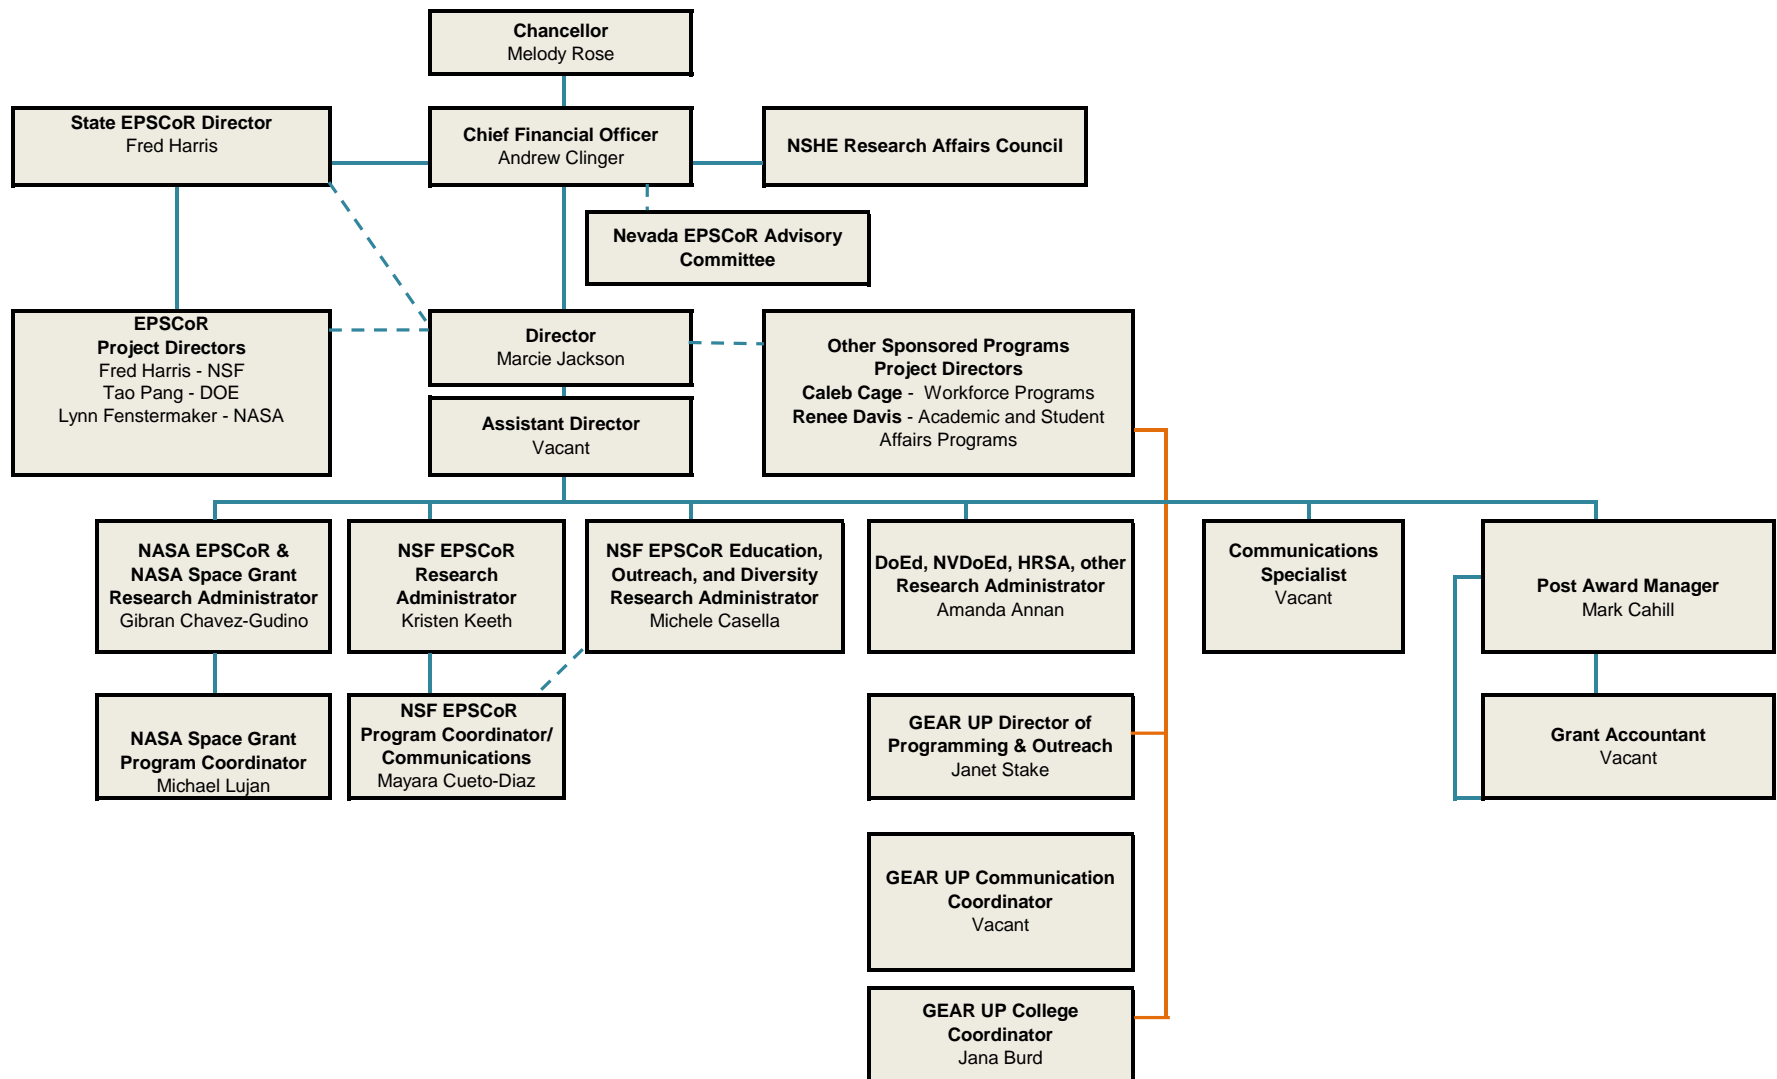 Chancellor
Melody Rose
State EPSCoR Director
Fred Harris
Chief Financial Officer
Andrew Clinger
NSHE Research Affairs Council
Nevada EPSCoR Advisory
Committee
EPSCoR
Project Directors
Fred Harris - NSF
Tao Pang - DOE
Lynn Fenstermaker - NASA
Director
Marcie Jackson
Other Sponsored Programs
Project Directors
Caleb Cage -  Workforce Programs
Renee Davis - Academic and Student
Affairs Programs
Assistant Director
Vacant
NASA EPSCoR &
NASA Space Grant
Research Administrator
Gibran Chavez-Gudino
NSF EPSCoR
Research
Administrator
Kristen Keeth
NSF EPSCoR Education,
Outreach, and Diversity
Research Administrator
Michele Casella
DoEd, NVDoEd, HRSA, other
Research Administrator
Amanda Annan
Communications
Specialist
Vacant
Post Award Manager
Mark Cahill
NASA Space Grant
Program Coordinator
Michael Lujan
NSF EPSCoR
Program Coordinator/
Communications
Mayara Cueto-Diaz
GEAR UP Director of
Programming & Outreach
Janet Stake
Grant Accountant
Vacant
GEAR UP Communication
Coordinator
Vacant
GEAR UP College
Coordinator
Jana Burd